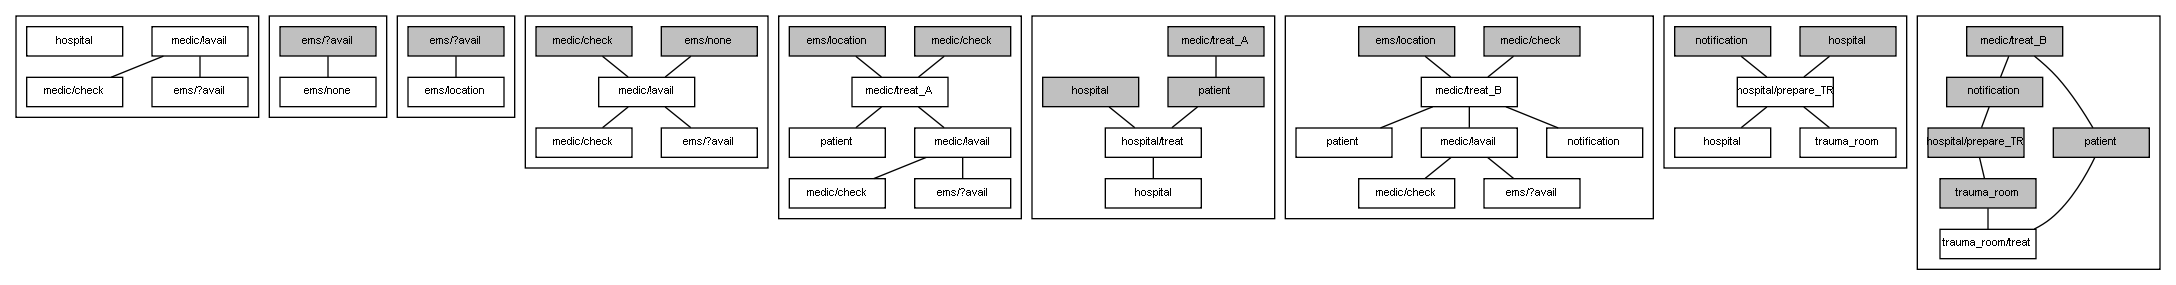 hospital
medic/!avail
medic/check
ems/?avail
ems/?avail
ems/none
ems/?avail
ems/location
medic/check
ems/none
medic/!avail
medic/check
ems/?avail
ems/location
medic/check
medic/treat_A
patient
medic/!avail
medic/check
ems/?avail
medic/treat_A
hospital
patient
hospital/treat
hospital
ems/location
medic/check
medic/treat_B
patient
medic/!avail
notification
medic/check
ems/?avail
notification
hospital
hospital/prepare_TR
hospital
trauma_room
medic/treat_B
notification
hospital/prepare_TR
patient
trauma_room
trauma_room/treat